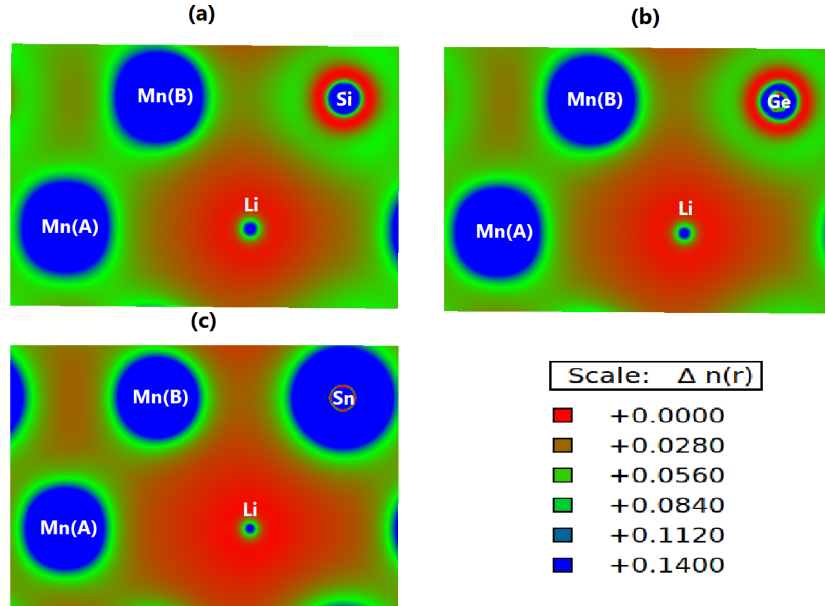 (a)
Mn(B)
Si
Mn(A)
Li
(b)
Mn(B)
Ge
Mn(A)
Li
(c)
Mn(B)
Sn
Mn(A)
Li
Scale: Δ n(r)
+0.0000
+0.0280
+0.0560
+0.0840
+0.1120
+0.1400